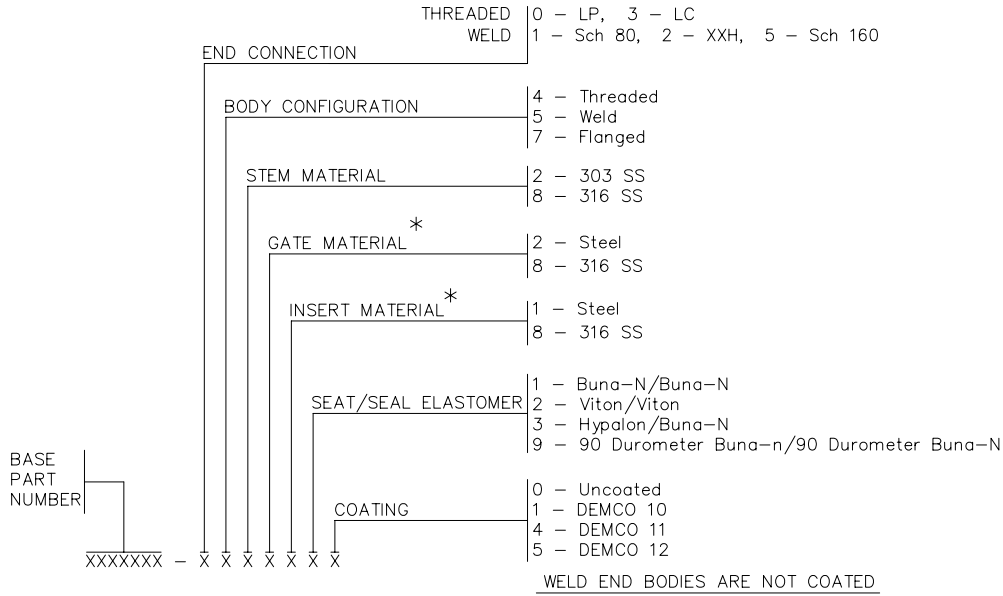 THREADED 0 – LP, 3 – LC
WELD 1 – Sch 80, 2 – XXH, 5 – Sch 160
END CONNECTION
BODY CONFIGURATION
4 – Threaded
5 – Weld
7 – Flanged
STEM MATERIAL
2 – 303 SS
8 – 316 SS
GATE MATERIAL*
2 – Steel
8 – 316 SS
INSERT MATERIAL*
1 – Steel
8 – 316 SS
SEAT/SEAL ELASTOMER
1 – Buna–N/Buna–N
2 – Viton/Viton
3 – Hypalon/Buna–N
9 – 90 Durometer Buna–n/90 Durometer Buna–N
BASE
PART
NUMBER
COATING
0 – Uncoated
1 – DEMCO 10
4 – DEMCO 11
5 – DEMCO 12
XXXXXXX – X X X X X X X
WELD END BODIES ARE NOT COATED